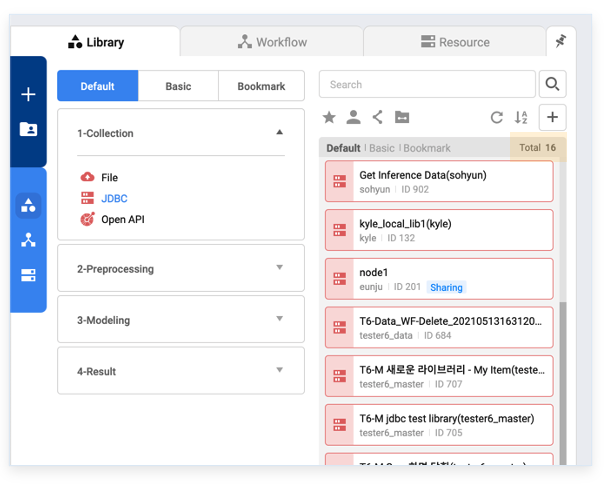 Library
Workflow
Resource
Default
Basic
Bookmark
1-Collection
File
JDBC
Open API
2-Preprocessing
3-Modeling
4-Result
Search
Default | Basic | Bookmark
Total 16
Get Inference Data(sohyun)
sohyun | ID 902
kyle_local_lib1(kyle)
kyle | ID 132
node1
eunju | ID 201 Sharing
T6-Data_WF-Delete_20210513163120...
tester6_data | ID 684
T6-M 새로운 라이브러리 - My Item(teste...
tester6_master | ID 707
T6-M jdbc test library(tester6_master)
tester6_master | ID 705